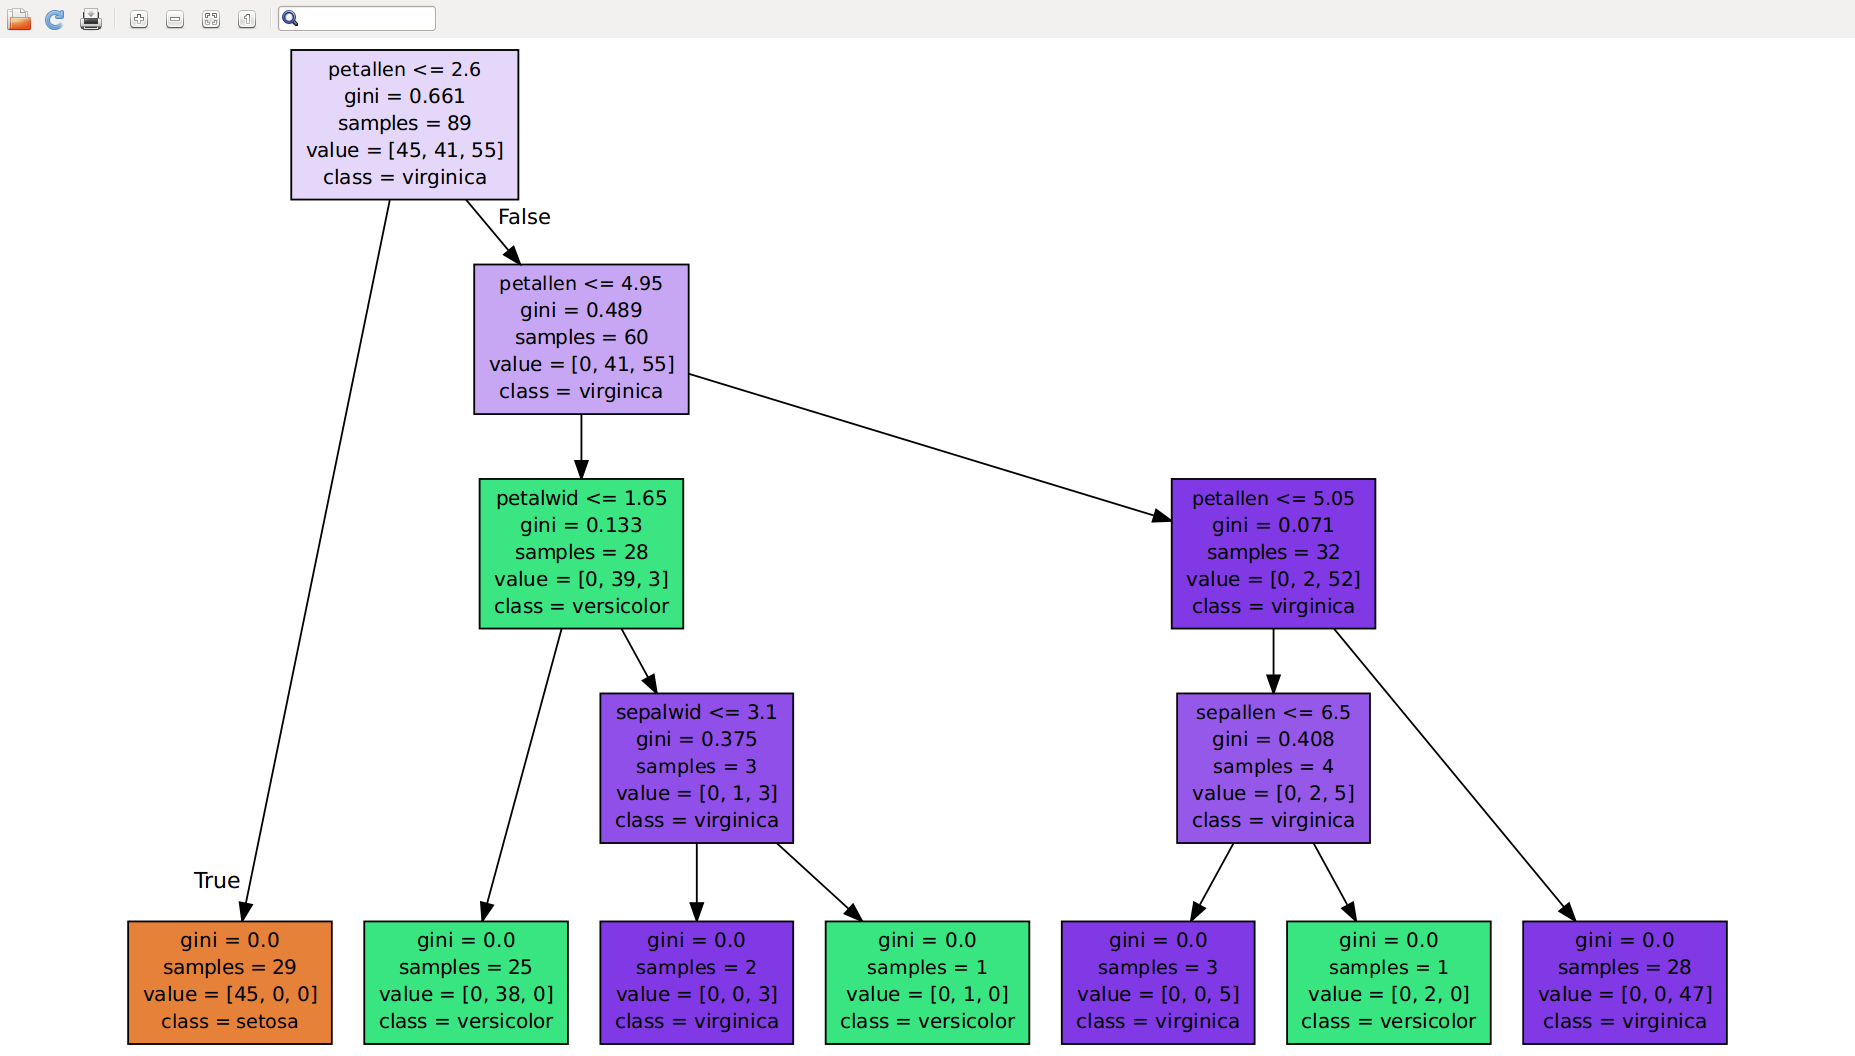 petallen <= 2.6
gini = 0.661
samples = 89
value = [45, 41, 55]
class = virginica
False
petallen <= 4.95
gini = 0.489
samples = 60
value = [0, 41, 55]
class = virginica
petalwid <= 1.65
gini = 0.133
samples = 28
value = [0, 39, 3]
class = versicolor
petallen <= 5.05
gini = 0.071
samples = 32
value = [0, 2, 52]
class = virginica
sepalwid <= 3.1
gini = 0.375
samples = 3
value = [0, 1, 3]
class = virginica
sepallen <= 6.5
gini = 0.408
samples = 4
value = [0, 2, 5]
class = virginica
True
gini = 0.0
samples = 29
value = [45, 0, 0]
class = setosa
gini = 0.0
samples = 25
value = [0, 38, 0]
class = versicolor
gini = 0.0
samples = 2
value = [0, 0, 3]
class = virginica
gini = 0.0
samples = 1
value = [0, 1, 0]
class = versicolor
gini = 0.0
samples = 3
value = [0, 0, 5]
class = virginica
gini = 0.0
samples = 1
value = [0, 2, 0]
class = versicolor
gini = 0.0
samples = 28
value = [0, 0, 47]
class = virginica